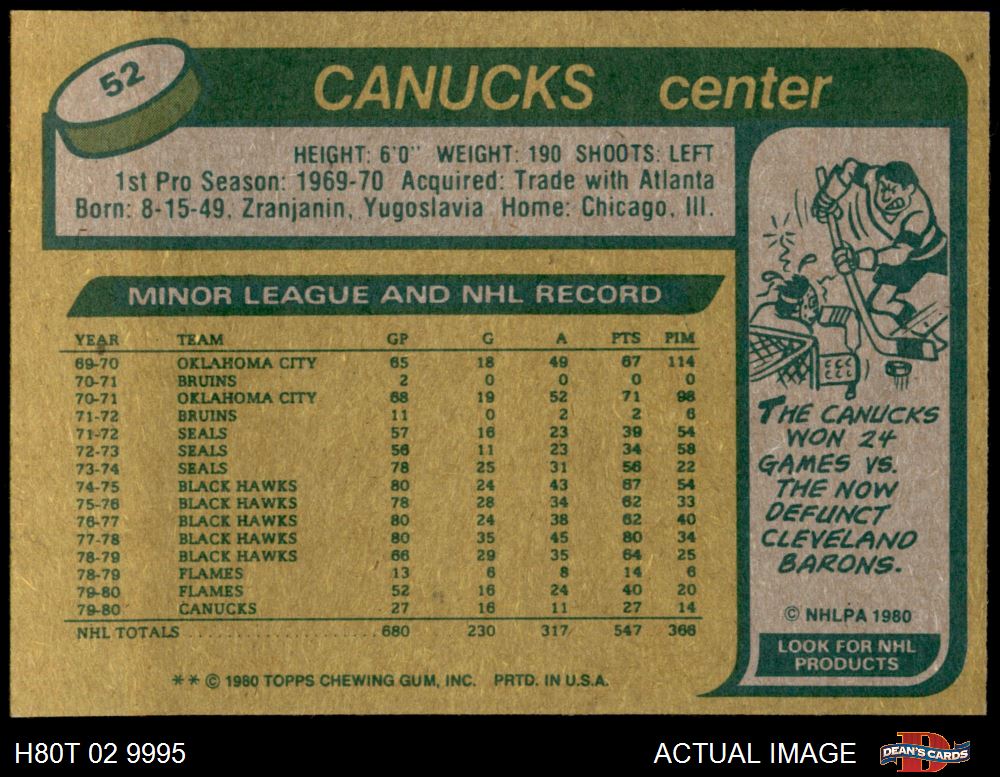 52
CANUCKS center
HEIGHT: 6'0" WEIGHT: 190 SHOOTS: LEFT
1st Pro Season: 1969-70 Acquired: Trade with Atlanta
Born: 8-15-49, Zranjanin, Yugoslavia Home: Chicago, Ill.
MINOR LEAGUE AND NHL RECORD
YEAR TEAM GP G A PTS PIM
69-70 OKLAHOMA CITY 65 18 49 67 114
70-71 BRUINS 2 0 0 0 0
70-71 OKLAHOMA CITY 68 19 52 71 98
71-72 BRUINS 11 0 2 2 6
71-72 SEALS 57 16 23 39 54
72-73 SEALS 56 11 23 34 58
73-74 SEALS 78 25 31 56 22
74-75 BLACK HAWKS 80 24 43 67 54
75-76 BLACK HAWKS 78 28 34 62 33
76-77 BLACK HAWKS 80 24 38 62 40
77-78 BLACK HAWKS 80 35 45 80 34
78-79 BLACK HAWKS 66 29 35 64 25
78-79 FLAMES 13 6 8 14 6
79-80 FLAMES 52 16 24 40 20
79-80 CANUCKS 27 16 11 27 14
NHL TOTALS .................... 680 230 317 547 366
** © 1980 TOPPS CHEWING GUM, INC. PRTD. IN U.S.A.
THE CANUCKS
WON 24
GAMES VS.
THE NOW
DEFUNCT
CLEVELAND
BARONS.
© NHLPA 1980
LOOK FOR NHL
PRODUCTS
H80T 02 9995
ACTUAL IMAGE
DEAN'S CARDS